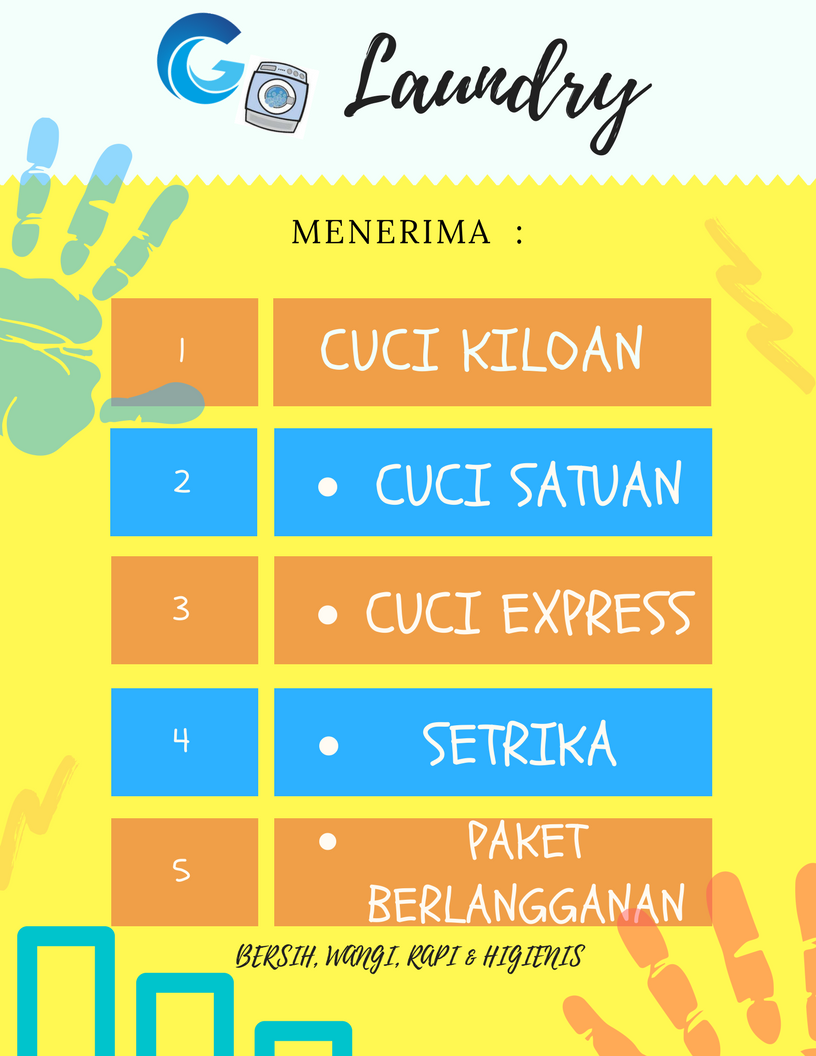 G Laundry
MENERIMA :
1 CUCI KILOAN
2 • CUCI SATUAN
3 • CUCI EXPRESS
4 • SETRIKA
5 • PAKET
BERLANGGANAN
BERSIH, WANGI, RAPI & HIGIENIS